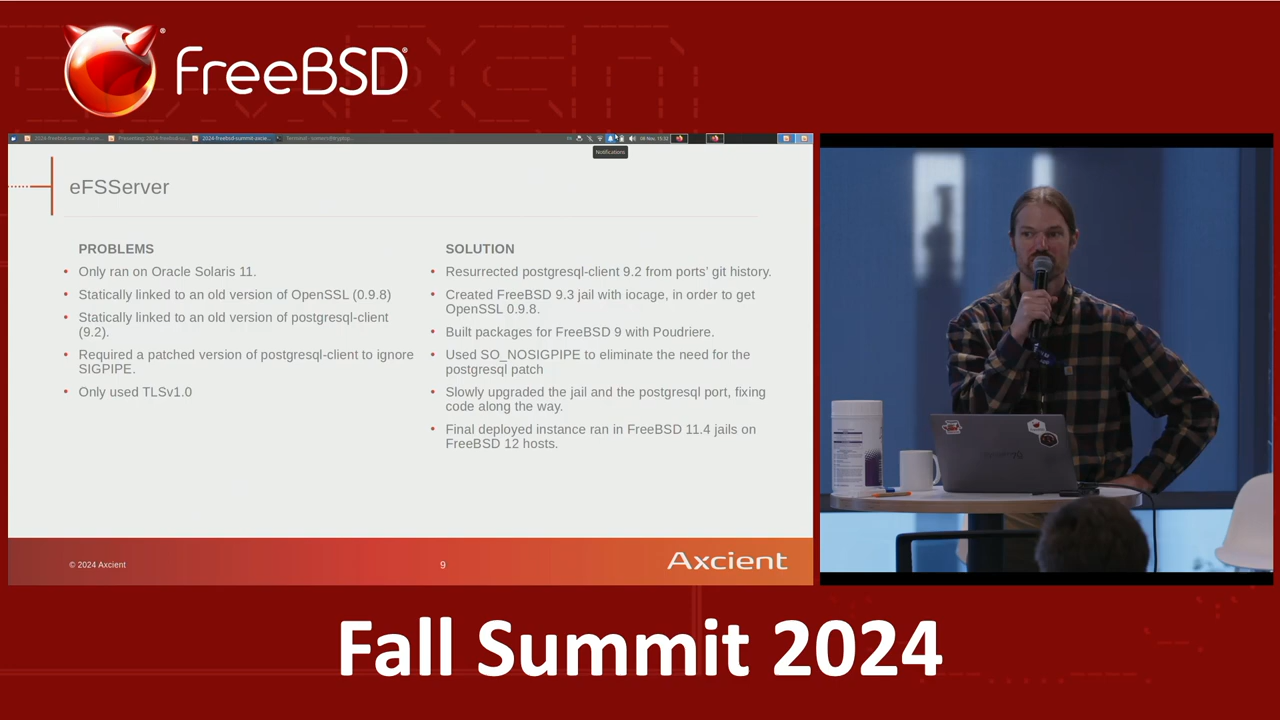 FreeBSD®
Notifications
08 Nov, 15:32
eFSServer
PROBLEMS
• Only ran on Oracle Solaris 11.
• Statically linked to an old version of OpenSSL (0.9.8)
• Statically linked to an old version of postgresql-client
(9.2).
• Required a patched version of postgresql-client to ignore
SIGPIPE.
• Only used TLSv1.0
SOLUTION
• Resurrected postgresql-client 9.2 from ports’ git history.
• Created FreeBSD 9.3 jail with iocage, in order to get
OpenSSL 0.9.8.
• Built packages for FreeBSD 9 with Poudriere.
• Used SO_NOSIGPIPE to eliminate the need for the
postgresql patch
• Slowly upgraded the jail and the postgresql port, fixing
code along the way.
• Final deployed instance ran in FreeBSD 11.4 jails on
FreeBSD 12 hosts.
© 2024 Axcient
9
Axcient
Fall Summit 2024